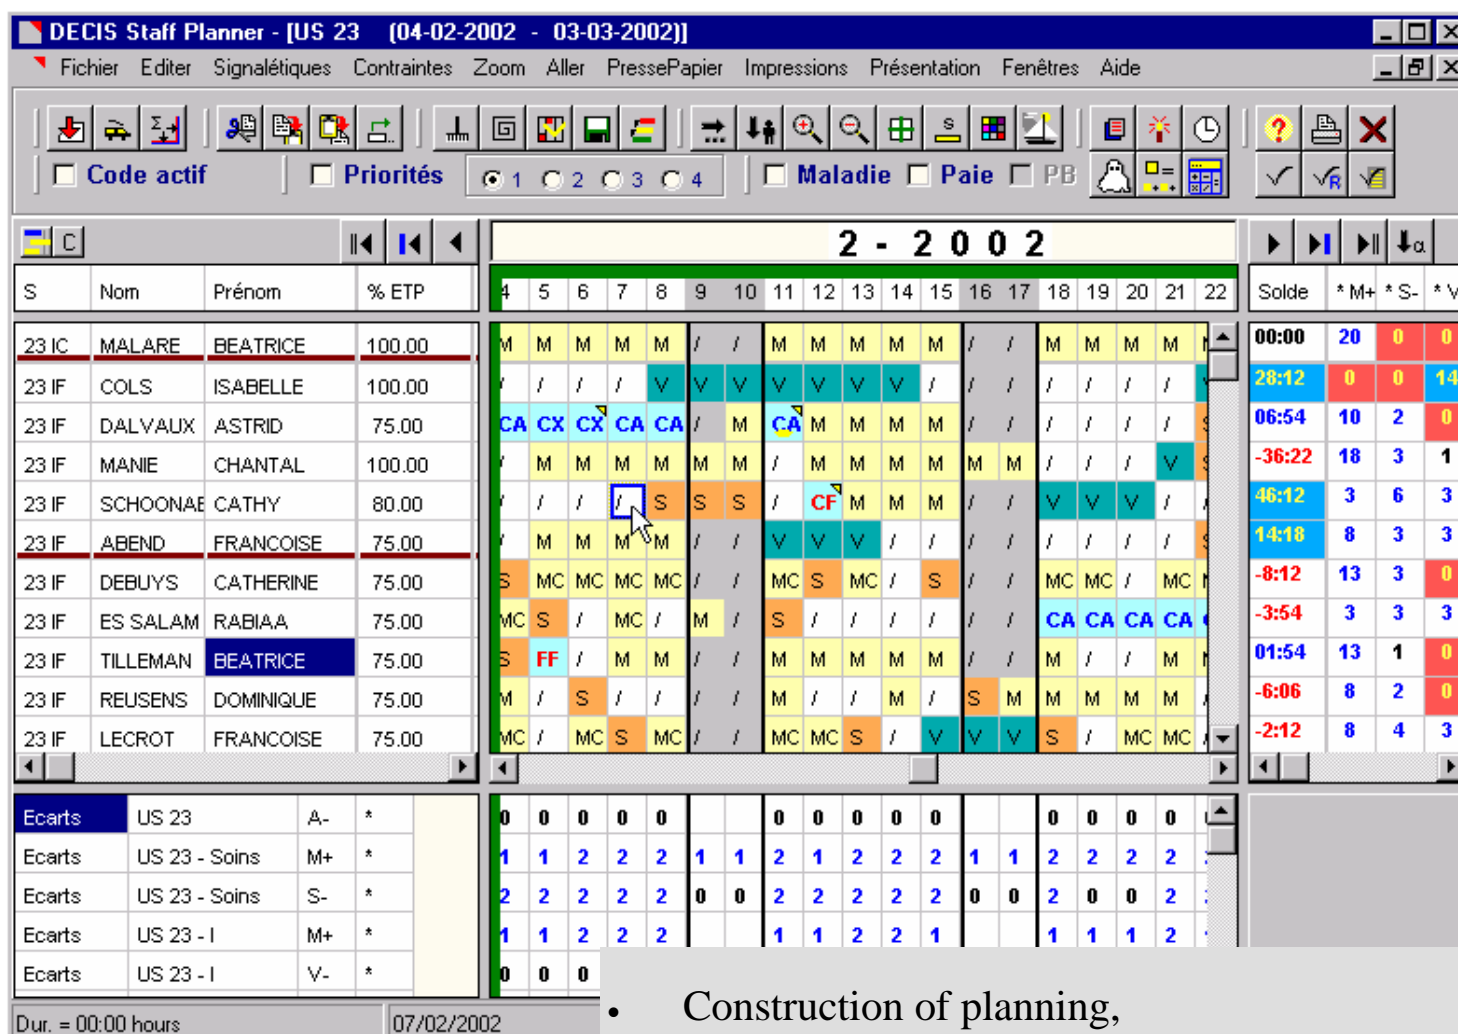 DECIS Staff Planner - [US 23 (04-02-2002 - 03-03-2002)]
Fichier Editer Signalétiques Contraintes Zoom Aller PressePapier Impressions Présentation Fenêtres Aide
Code actif Priorités 1 2 3 4 Maladie Paie PB
C 2 - 2 0 0 2 α
S Nom Prénom % ETP 4 5 6 7 8 9 10 11 12 13 14 15 16 17 18 19 20 21 22 Solde * M+ * S- * V
23 IC MALARE BEATRICE 100.00 M M M M M / / M M M M M / / M M M M 00:00 20 0 0
23 IF COLS ISABELLE 100.00 / / / / V V V V V V V / / / / / / / 28:12 0 0 14
23 IF DALVAUX ASTRID 75.00 CA CX CX CA CA / M CA M M M M / / / / / / S 06:54 10 2 0
23 IF MANIE CHANTAL 100.00 / M M M M M M / M M M M M M / / / V S -36:22 18 3 1
23 IF SCHOONAE CATHY 80.00 / / / / S S S / CF M M M / / V V V / / 46:12 3 6 3
23 IF ABEND FRANCOISE 75.00 / M M M M / / V V V / / / / / / / / S 14:18 8 3 3
23 IF DEBUYS CATHERINE 75.00 S MC MC MC MC / / MC S MC / S / / MC MC / MC -8:12 13 3 0
23 IF ES SALAM RABIAA 75.00 MC S / MC / M / S / / / / / / CA CA CA CA -3:54 3 3 3
23 IF TILLEMAN BEATRICE 75.00 S FF / M M / / M M M M M / / M / / M 01:54 13 1 0
23 IF REUSENS DOMINIQUE 75.00 M / S / / / / M / / M / S M M M M M / -6:06 8 2 0
23 IF LECROT FRANCOISE 75.00 MC / MC S MC / / MC MC S / V V V S / MC MC / -2:12 8 4 3
Ecarts US 23 A- * 0 0 0 0 0 0 0 0 0 0 0 0 0 0
Ecarts US 23 - Soins M+ * 1 1 2 2 2 1 1 2 1 2 2 2 1 1 2 2 2 2
Ecarts US 23 - Soins S- * 2 2 2 2 2 0 0 2 2 2 2 2 0 0 2 0 0 2
Ecarts US 23 - I M+ * 1 1 2 2 2 1 1 2 2 1 1 1 1 2
Ecarts US 23 - I V- * 0 0 0
Dur. = 00:00 hours 07/02/2002
• Construction of planning,